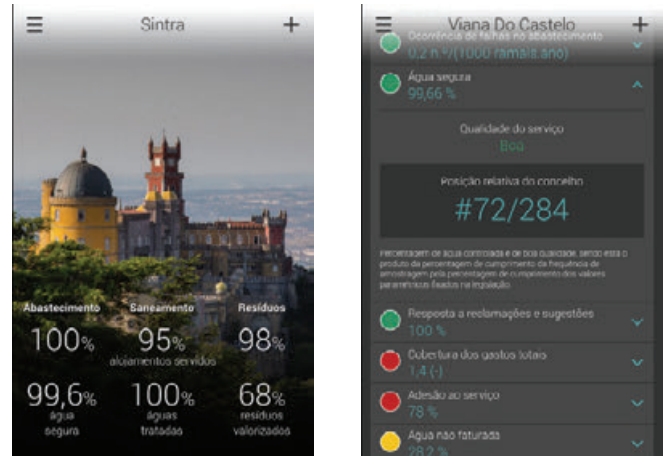 Sintra
Abastecimento
Saneamento
Resíduos
100%
95%
98%
alojamentos servidos
99,6%
100%
68%
água
segura
águas
tratadas
resíduos
valorizados
Viana Do Castelo
Ocorrência de falhas no abastecimento
0,2 n.º/(1000 ramais.ano)
Água segura
99,66 %
Qualidade do serviço
Boa
Posição relativa do concelho
#72/284
Percentagem de água controlada e de boa qualidade, sendo esta o
produto da percentagem de cumprimento da frequência de
amostragem pela percentagem de cumprimento dos valores
paramétricos fixados na legislação.
Resposta a reclamações e sugestões
100 %
Cobertura dos gastos totais
1,4 (-)
Adesão ao serviço
78 %
Água não faturada
28,2 %